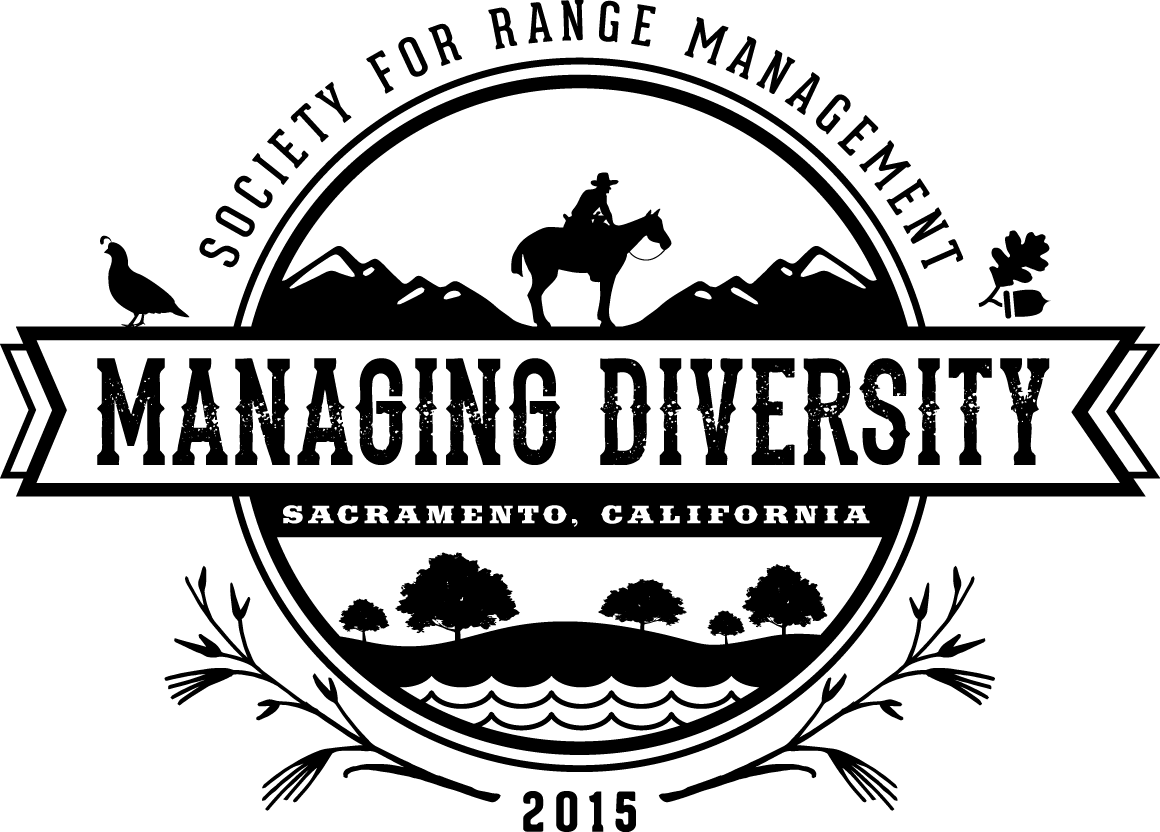 SOCIETY FOR RANGE MANAGEMENT
MANAGING DIVERSITY
SACRAMENTO, CALIFORNIA
2015